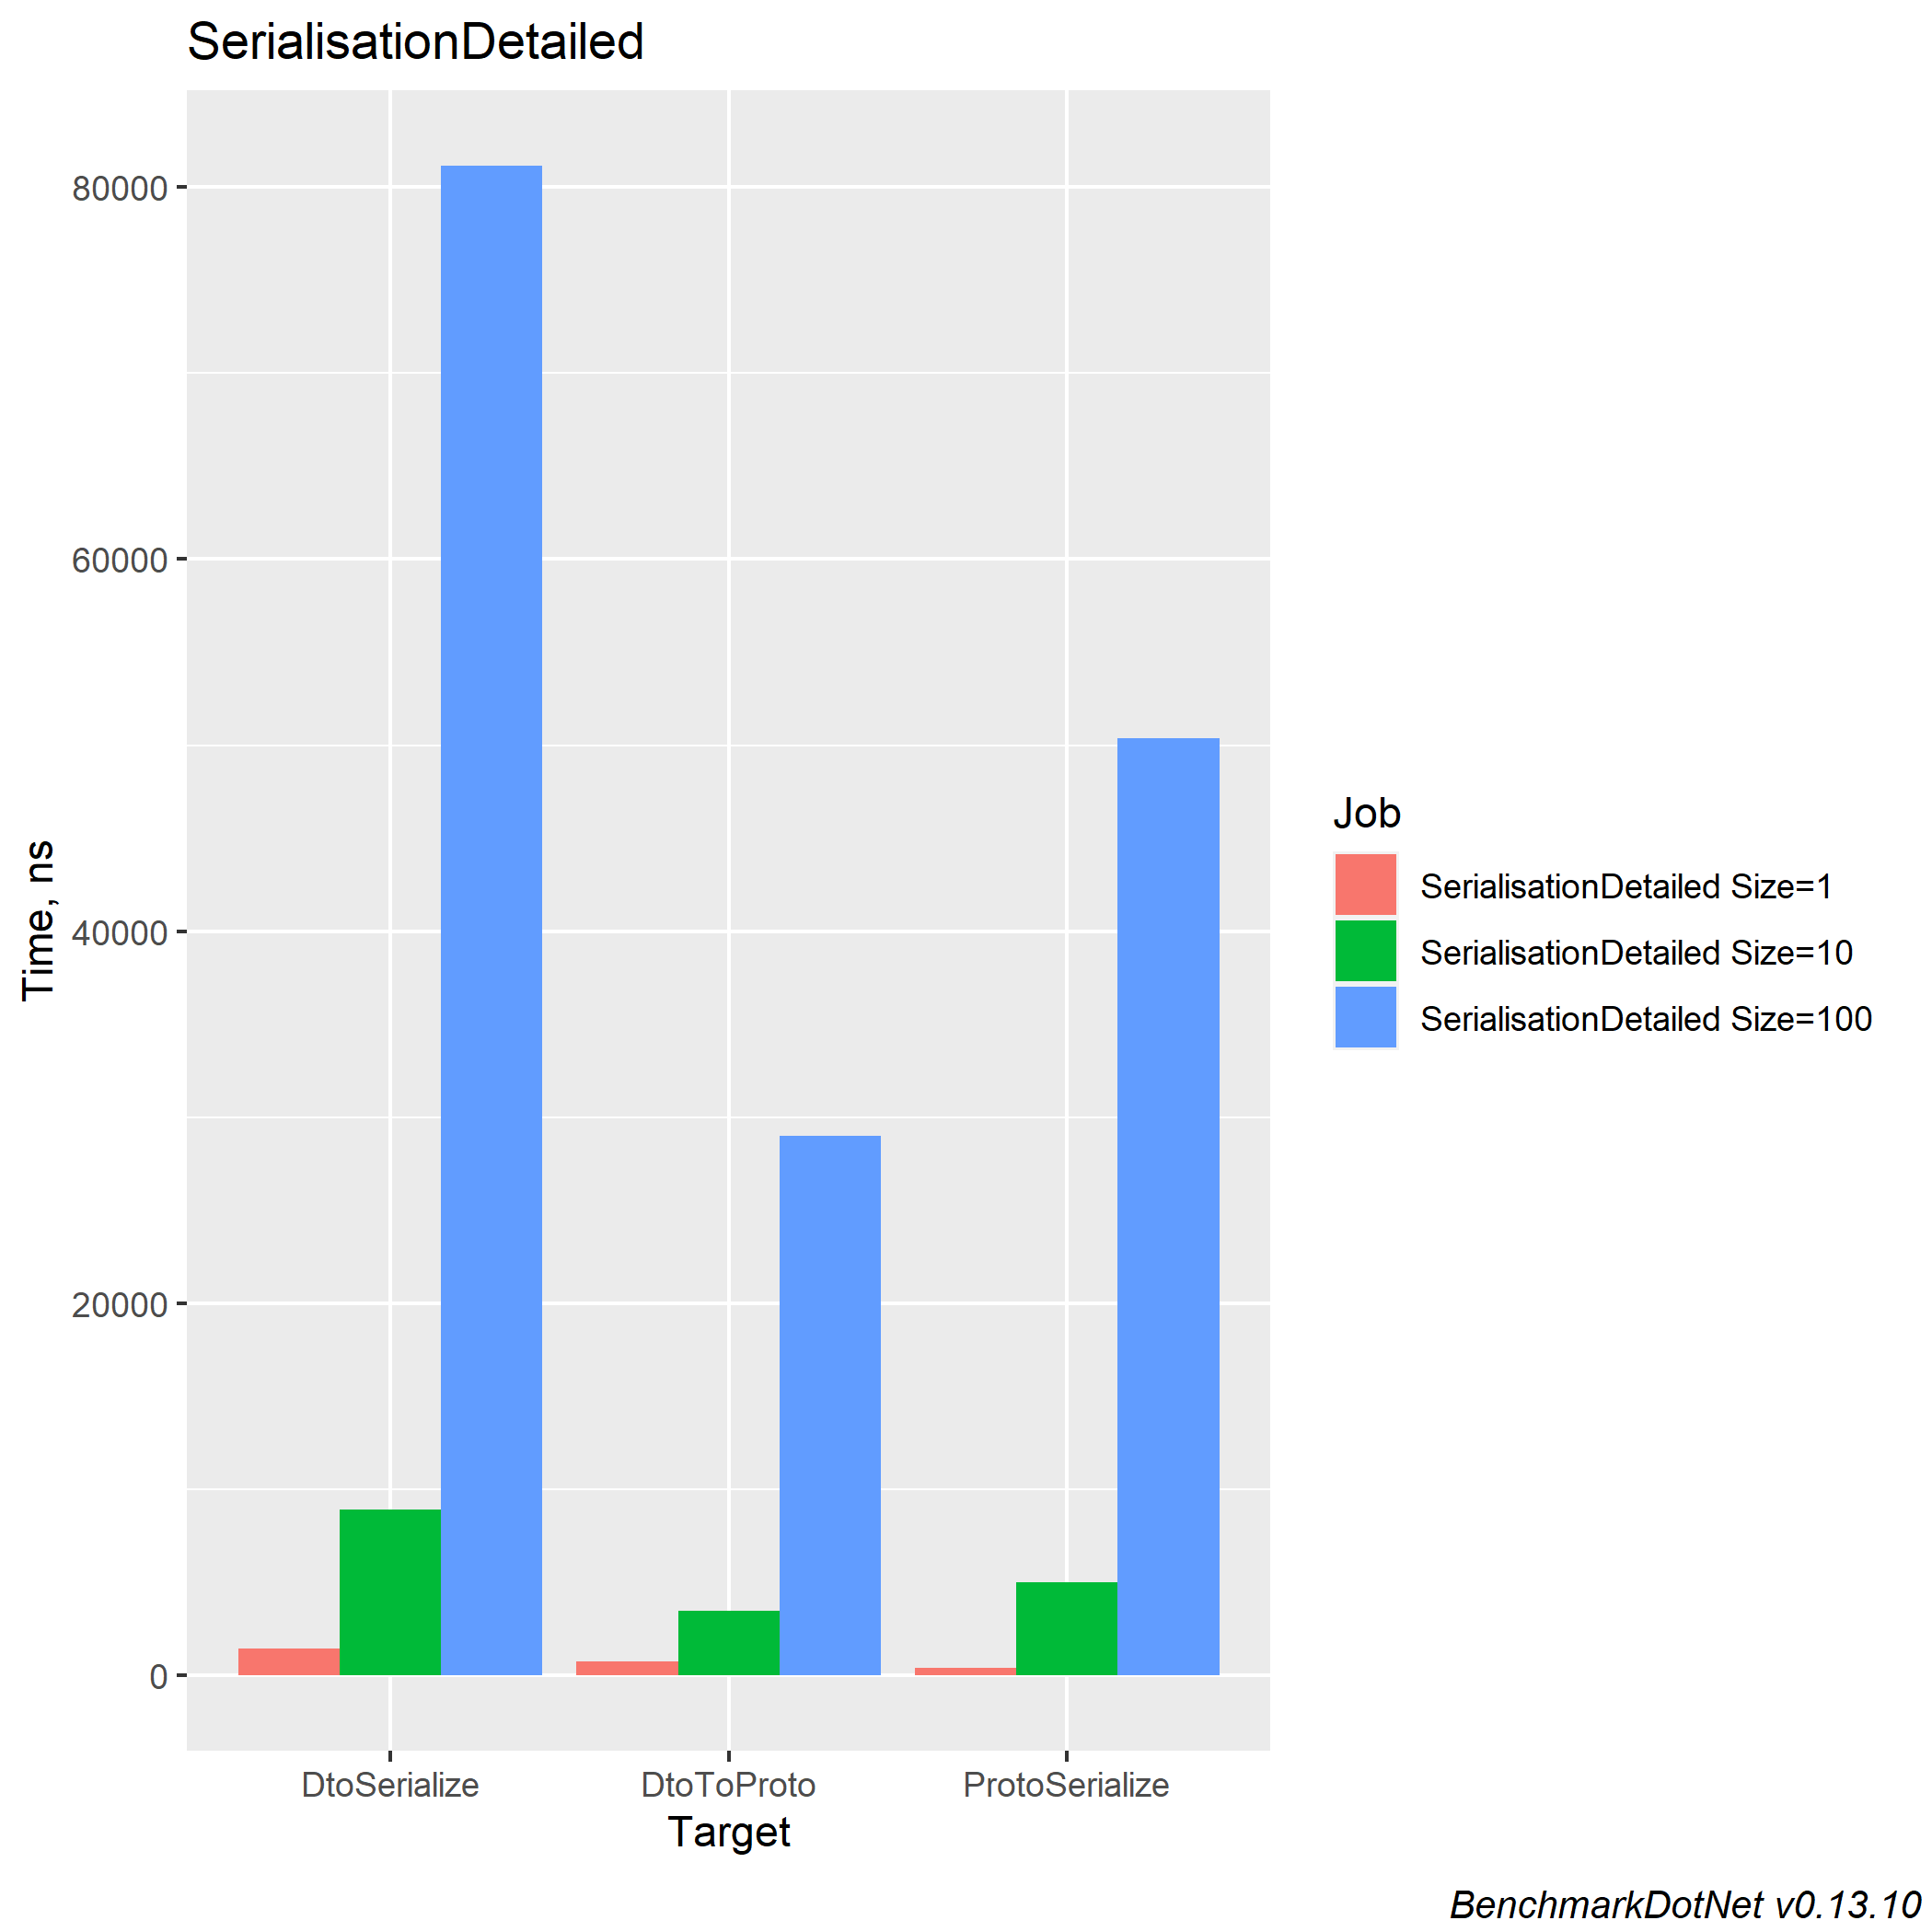 SerialisationDetailed
80000
60000
40000
20000
0
Time, ns
DtoSerialize DtoToProto ProtoSerialize
Target
Job
SerialisationDetailed Size=1
SerialisationDetailed Size=10
SerialisationDetailed Size=100
BenchmarkDotNet v0.13.10